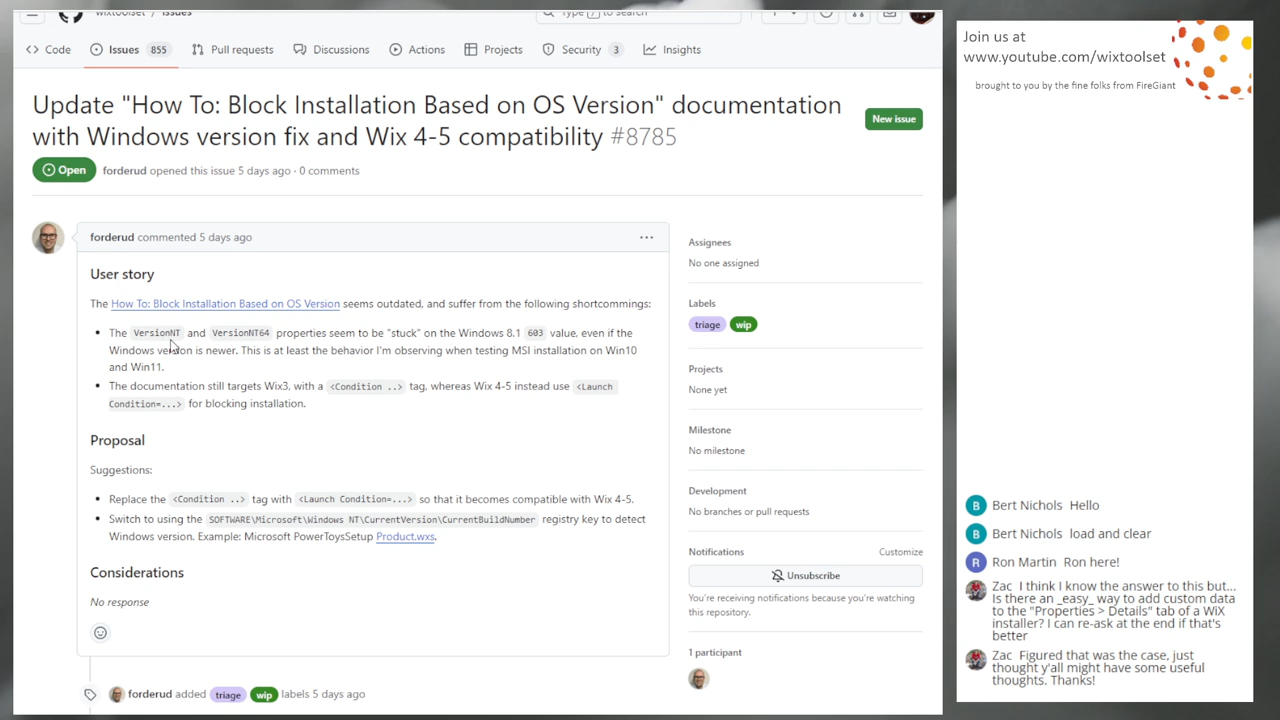 wixtoolset / Issues
Type / to search
Code
Issues 855
Pull requests
Discussions
Actions
Projects
Security 3
Insights
Update "How To: Block Installation Based on OS Version" documentation
with Windows version fix and Wix 4-5 compatibility #8785
New issue
Open
forderud opened this issue 5 days ago · 0 comments
forderud commented 5 days ago
User story
The How To: Block Installation Based on OS Version seems outdated, and suffer from the following shortcommings:
• The VersionNT and VersionNT64 properties seem to be "stuck" on the Windows 8.1 603 value, even if the
Windows version is newer. This is at least the behavior I'm observing when testing MSI installation on Win10
and Win11.
• The documentation still targets Wix3, with a <Condition ..> tag, whereas Wix 4-5 instead use <Launch
Condition=...> for blocking installation.
Proposal
Suggestions:
• Replace the <Condition ..> tag with <Launch Condition=...> so that it becomes compatible with Wix 4-5.
• Switch to using the SOFTWARE\Microsoft\Windows NT\CurrentVersion\CurrentBuildNumber registry key to detect
Windows version. Example: Microsoft PowerToysSetup Product.wxs.
Considerations
No response
forderud added triage wip labels 5 days ago
Assignees
No one assigned
Labels
triage wip
Projects
None yet
Milestone
No milestone
Development
No branches or pull requests
Notifications Customize
Unsubscribe
You're receiving notifications because you're watching
this repository.
1 participant
Join us at
www.youtube.com/wixtoolset
brought to you by the fine folks from FireGiant
B Bert Nichols Hello
B Bert Nichols load and clear
R Ron Martin Ron here!
Zac I think I know the answer to this but...
Is there an _easy_ way to add custom data
to the "Properties > Details" tab of a WiX
installer? I can re-ask at the end if that's
better
Zac Figured that was the case, just
thought y'all might have some useful
thoughts. Thanks!